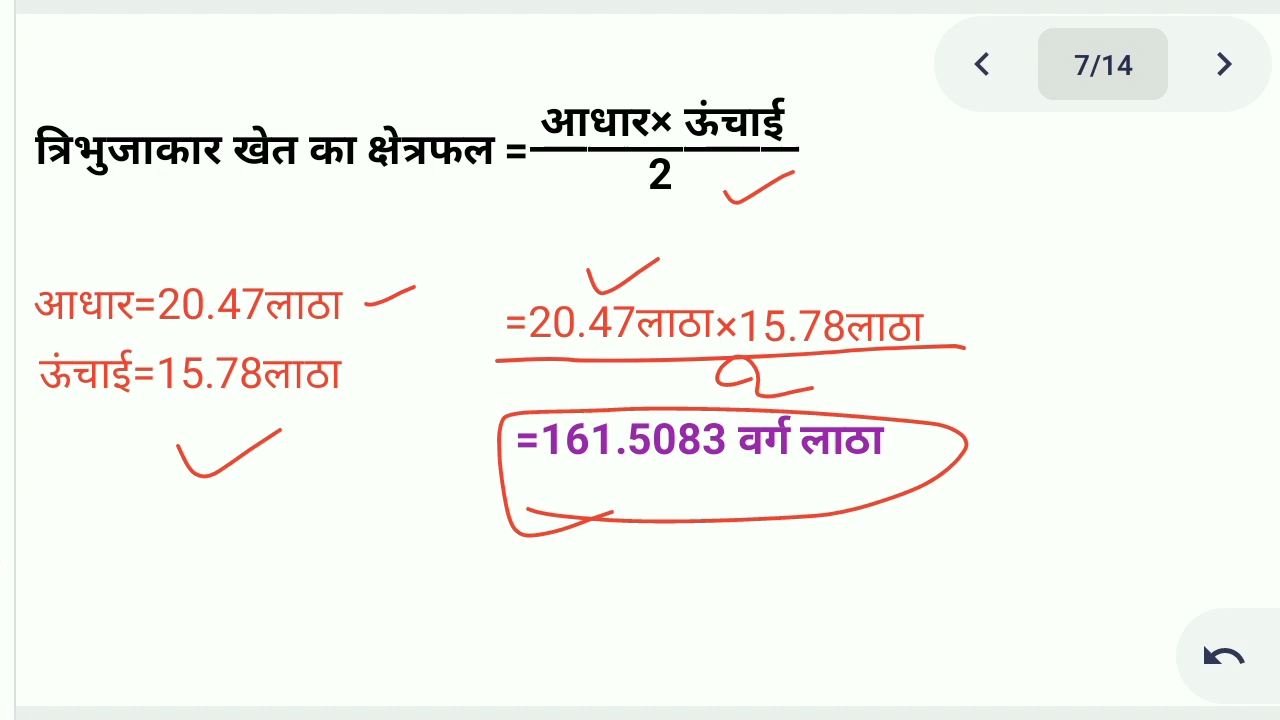 7/14
त्रिभुजाकार खेत का क्षेत्रफल = आधार× ऊंचाई
2
आधार=20.47लाठा
ऊंचाई=15.78लाठा
=20.47लाठा×15.78लाठा
2
=161.5083 वर्ग लाठा